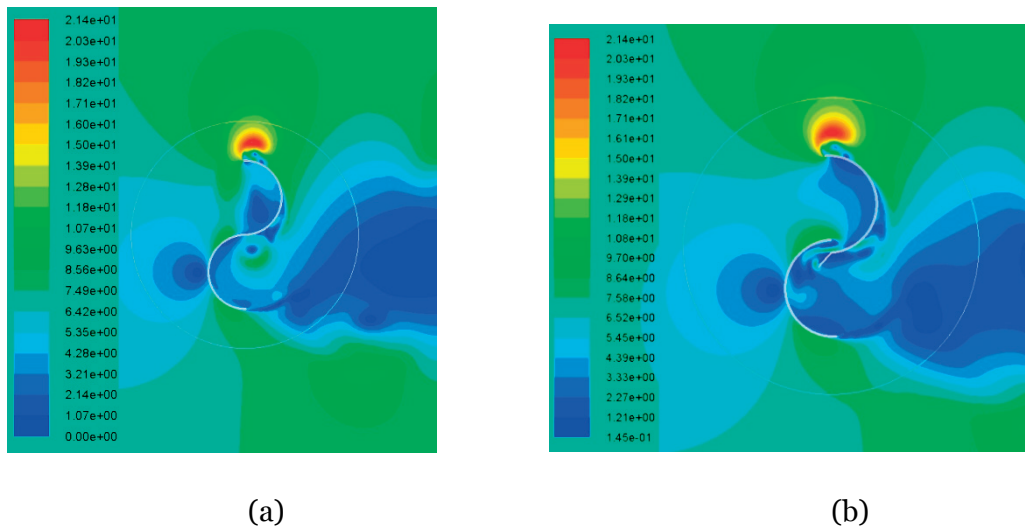 2.14e+01
2.03e+01
1.93e+01
1.82e+01
1.71e+01
1.60e+01
1.50e+01
1.39e+01
1.28e+01
1.18e+01
1.07e+01
9.63e+00
8.56e+00
7.49e+00
6.42e+00
5.35e+00
4.28e+00
3.21e+00
2.14e+00
1.07e+00
0.00e+00
(a)
2.14e+01
2.03e+01
1.93e+01
1.82e+01
1.71e+01
1.61e+01
1.50e+01
1.39e+01
1.29e+01
1.18e+01
1.08e+01
9.70e+00
8.64e+00
7.58e+00
6.52e+00
5.45e+00
4.39e+00
3.33e+00
2.27e+00
1.21e+00
1.45e-01
(b)